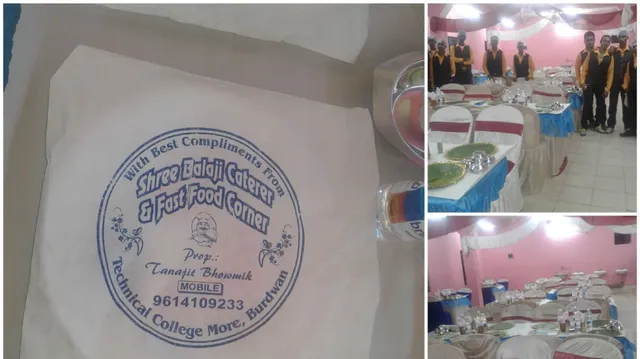 With Best Compliments From
Shree Balaji Caterer
& Fast Food Corner
Prop.:
Tanajit Bhowmik
MOBILE
9614109233
Technical College More, Burdwan